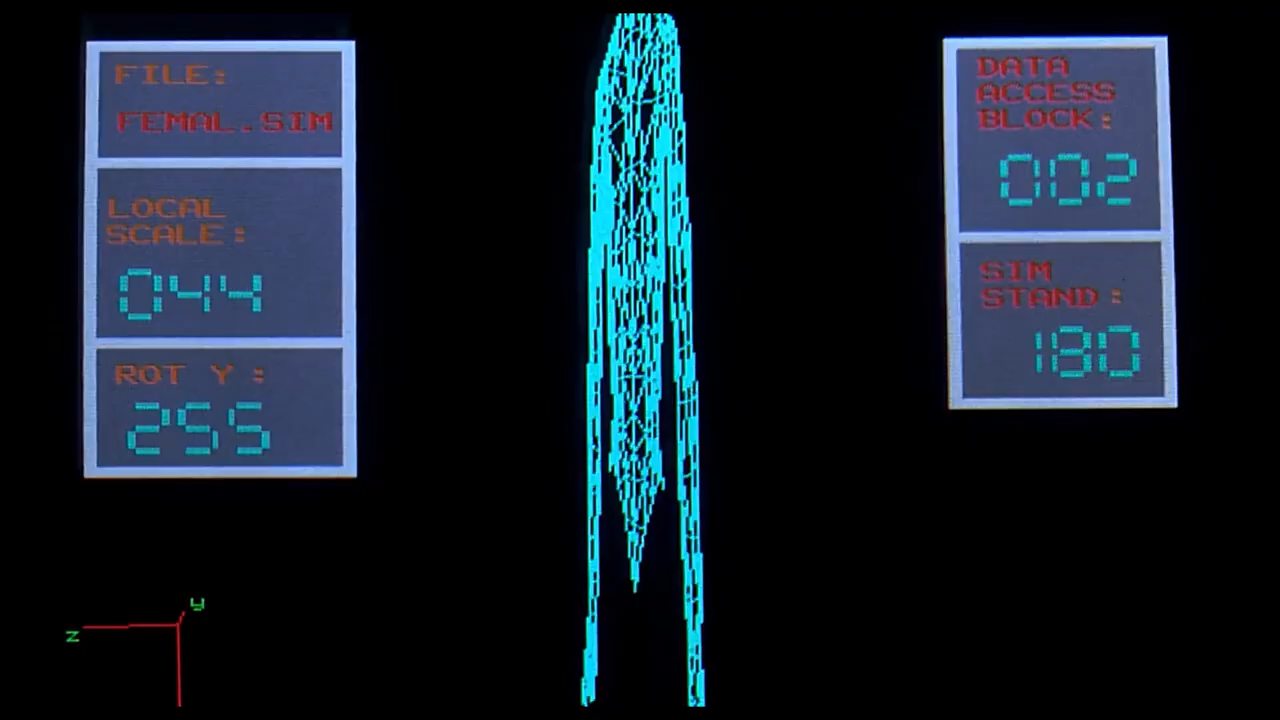 FILE:
FEMAL.SIM
LOCAL
SCALE:
044
ROT Y :
255
DATA
ACCESS
BLOCK:
002
SIM
STAND:
180
y
z